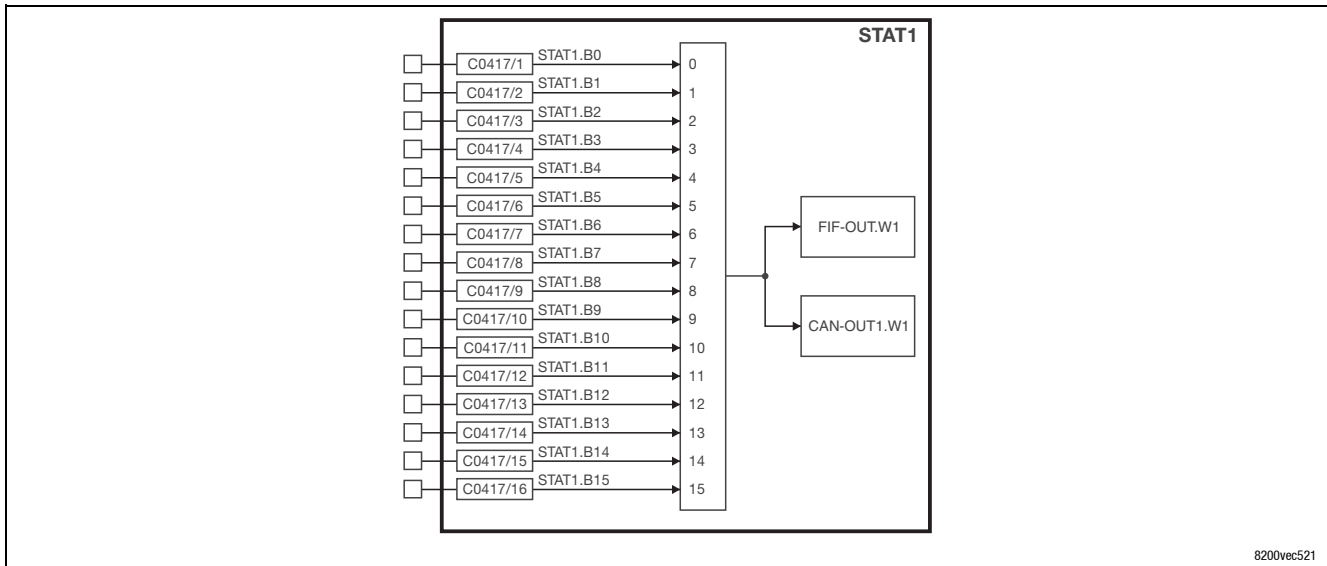 STAT1
C0417/1 STAT1.B0 0
C0417/2 STAT1.B1 1
C0417/3 STAT1.B2 2
C0417/4 STAT1.B3 3
C0417/5 STAT1.B4 4
C0417/6 STAT1.B5 5
C0417/7 STAT1.B6 6
C0417/8 STAT1.B7 7
C0417/9 STAT1.B8 8
C0417/10 STAT1.B9 9
C0417/11 STAT1.B10 10
C0417/12 STAT1.B11 11
C0417/13 STAT1.B12 12
C0417/14 STAT1.B13 13
C0417/15 STAT1.B14 14
C0417/16 STAT1.B15 15
FIF-OUT.W1
CAN-OUT1.W1
8200vec521